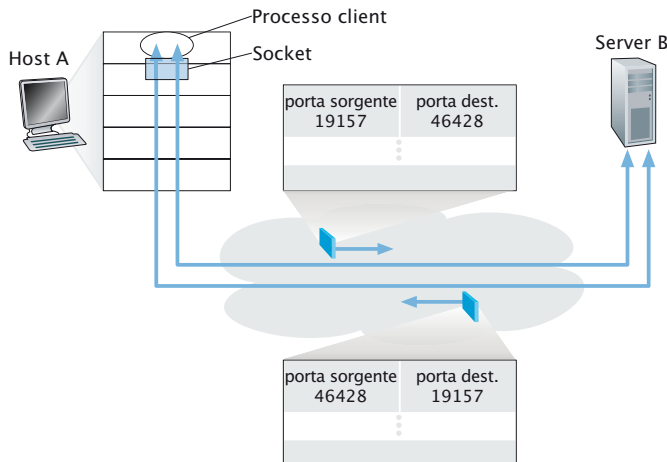 Processo client
Host A
Socket
Server B
porta sorgente porta dest.
19157 46428
porta sorgente porta dest.
46428 19157